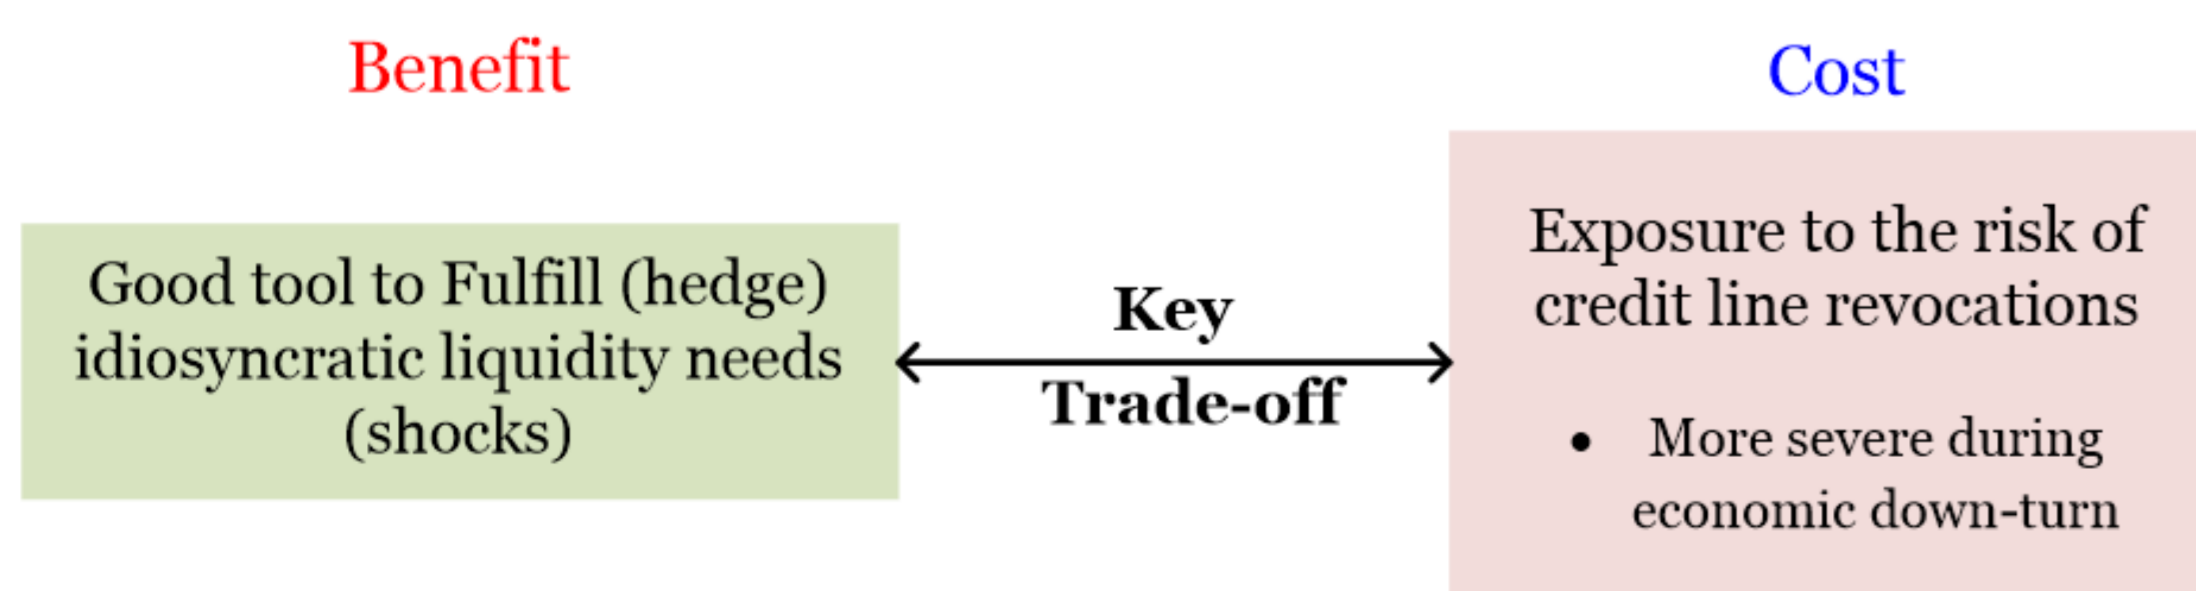 Benefit
Cost
Good tool to Fulfill (hedge)
idiosyncratic liquidity needs
(shocks)
Key
Trade-off
Exposure to the risk of
credit line revocations
• More severe during
economic down-turn